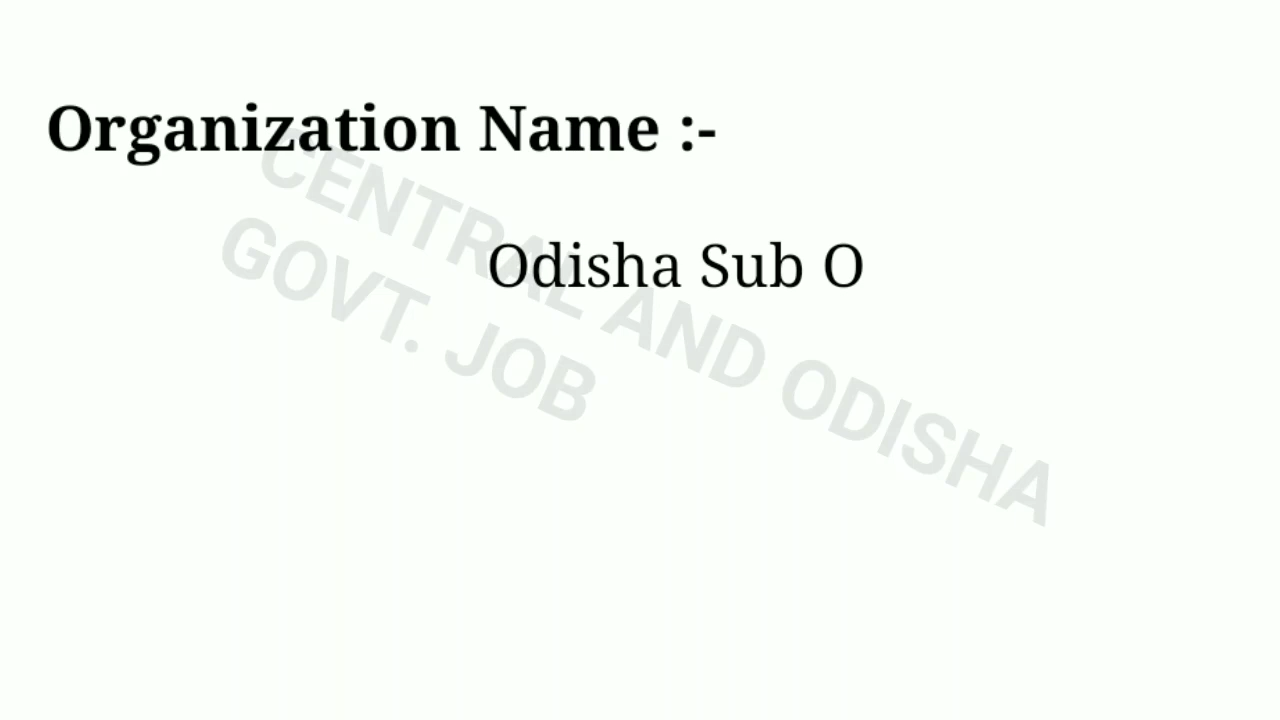 Organization Name :-
Odisha Sub O
CENTRAL AND ODISHA
GOVT. JOB